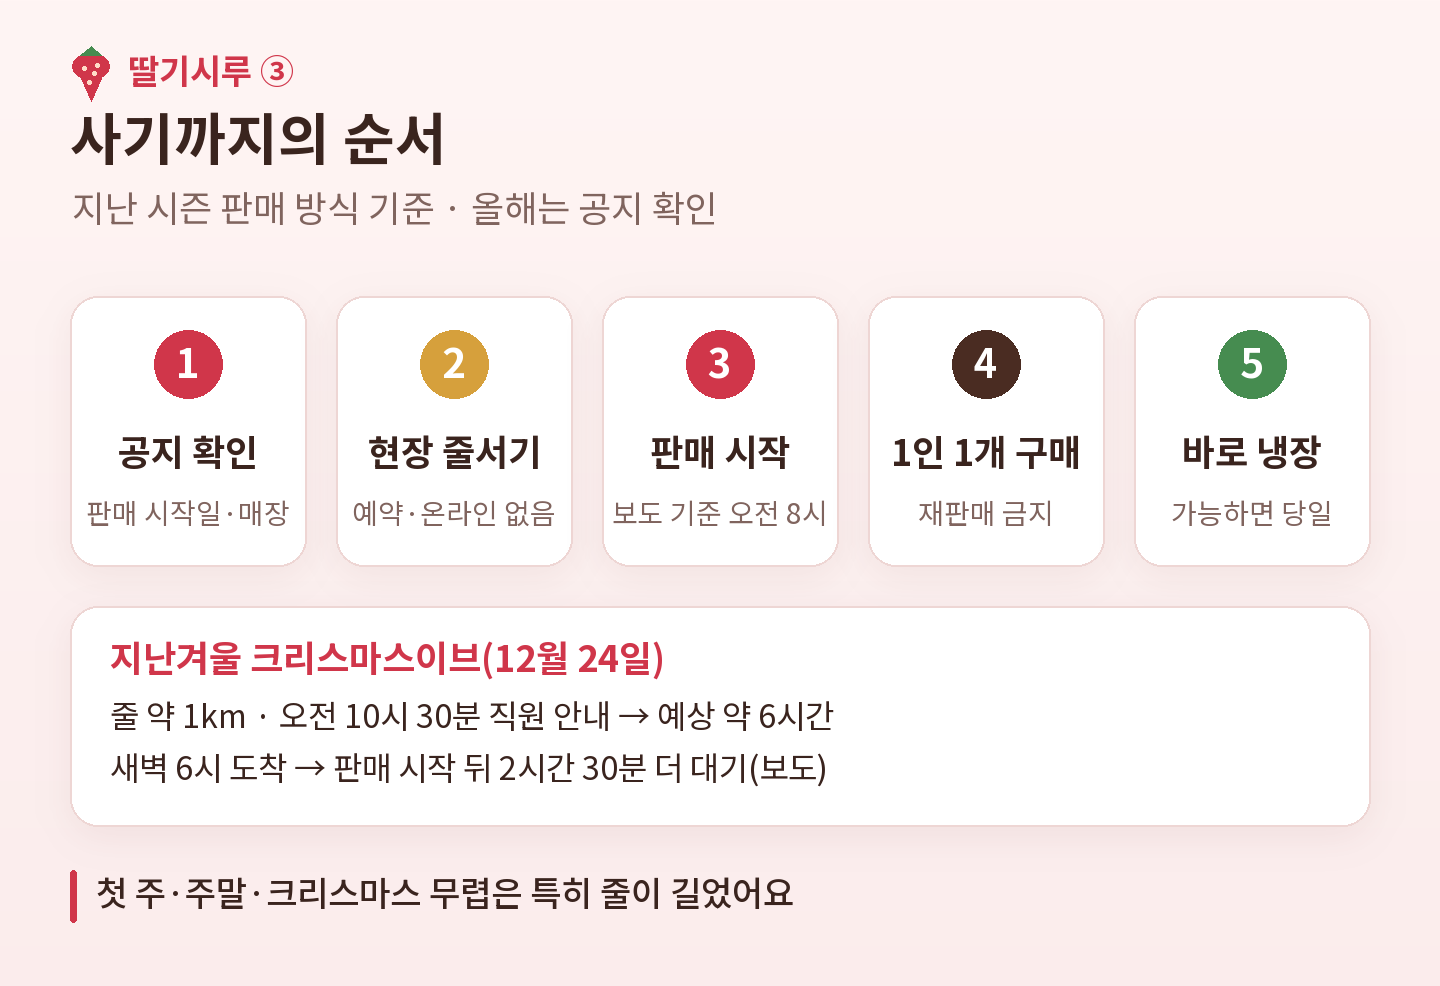 딸기시루 ③
사기까지의 순서
지난 시즌 판매 방식 기준 · 올해는 공지 확인
1
공지 확인
판매 시작일·매장
2
현장 줄서기
예약·온라인 없음
3
판매 시작
보도 기준 오전 8시
4
1인 1개 구매
재판매 금지
5
바로 냉장
가능하면 당일
지난겨울 크리스마스이브(12월 24일)
줄 약 1km · 오전 10시 30분 직원 안내 → 예상 약 6시간
새벽 6시 도착 → 판매 시작 뒤 2시간 30분 더 대기(보도)
첫 주·주말·크리스마스 무렵은 특히 줄이 길었어요